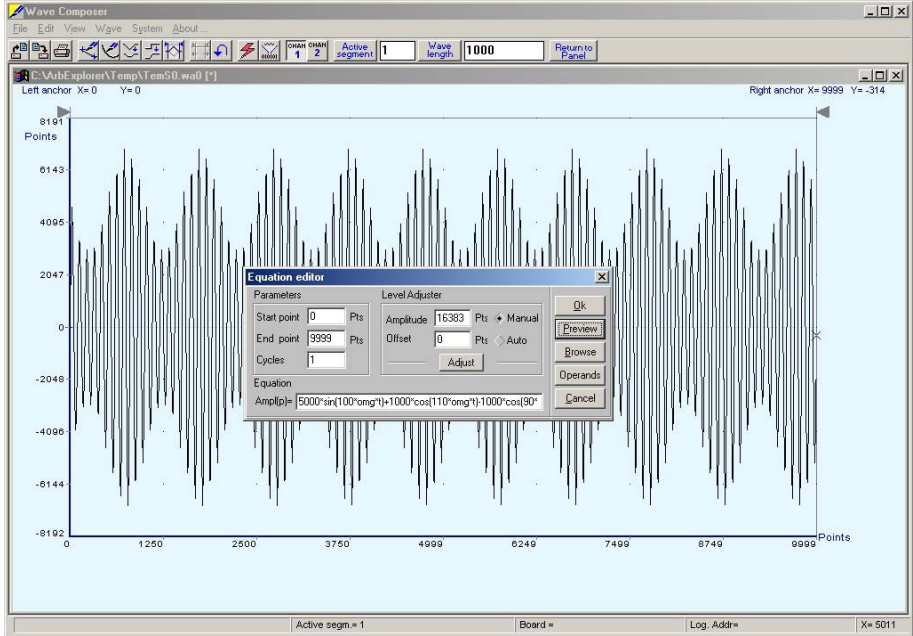 Wave Composer
File Edit View Wave System About...
CHAN 1 CHAN 2 Active segment 1 Wave length 1000 Return to Panel
C:\ArbExplorer\Temp\TemS0.wa0 [*]
Left anchor X= 0 Y= 0 Right anchor X= 9999 Y= -314
8191
Points
6143
4095
2047
0
-2048
-4096
-6144
-8192
0 1250 2500 3750 4999 6249 7499 8749 9999 Points
Equation editor
Parameters Level Adjuster
Start point 0 Pts Amplitude 16383 Pts Manual Ok
End point 9999 Pts Offset 0 Pts Auto Preview
Cycles 1 Adjust Browse
Equation Operands
Ampl(p)= 5000*sin(100*omg*t)+1000*cos(110*omg*t)-1000*cos(90* Cancel
Active segm.= 1 Board = Log. Addr= X= 5011